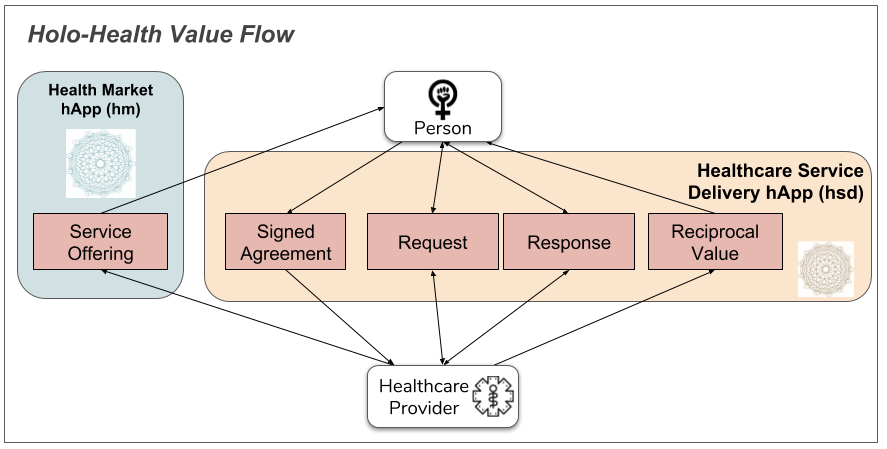 Holo-Health Value Flow
Health Market
hApp (hm)
Person
Healthcare Service
Delivery hApp (hsd)
Service
Offering
Signed
Agreement
Request
Response
Reciprocal
Value
Healthcare
Provider